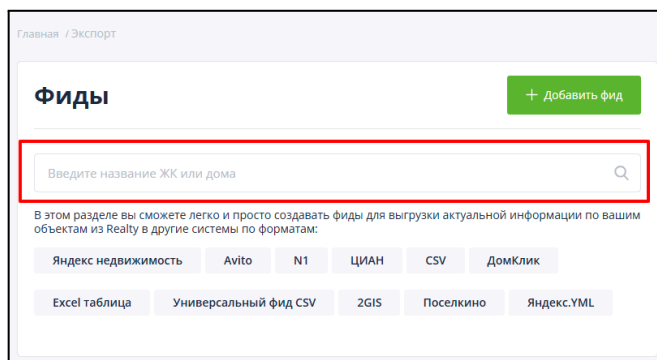 Главная / Экспорт
Фиды
+ Добавить фид
Введите название ЖК или дома
В этом разделе вы сможете легко и просто создавать фиды для выгрузки актуальной информации по вашим
объектам из Realty в другие системы по форматам:
Яндекс недвижимость Avito N1 ЦИАН CSV ДомКлик
Excel таблица Универсальный фид CSV 2GIS Поселкино Яндекс.YML